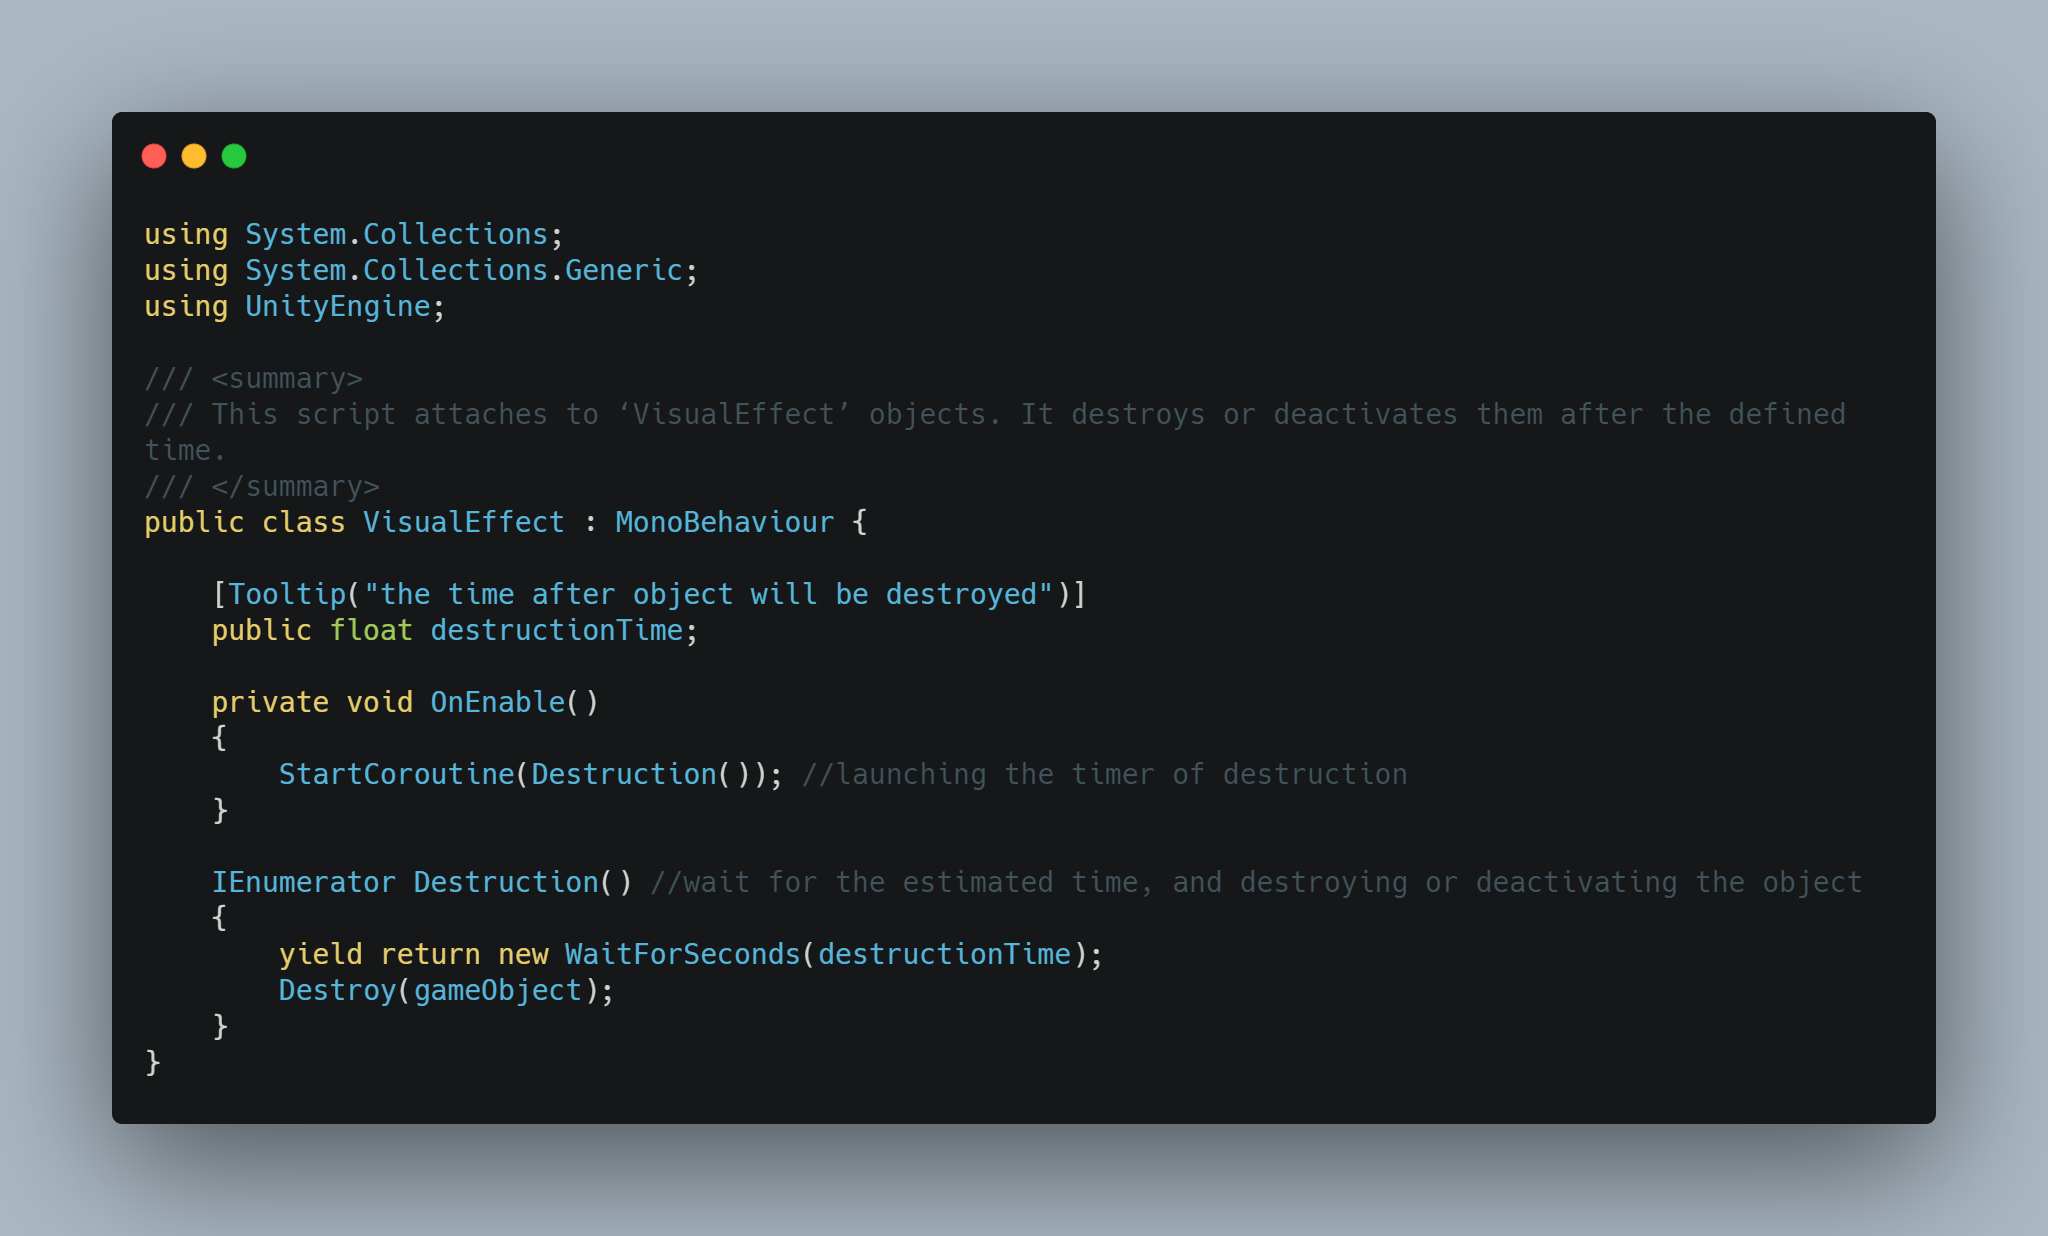 using System.Collections;
using System.Collections.Generic;
using UnityEngine;

/// <summary>
/// This script attaches to ‘VisualEffect’ objects. It destroys or deactivates them after the defined
time.
/// </summary>
public class VisualEffect : MonoBehaviour {

    [Tooltip("the time after object will be destroyed")]
    public float destructionTime;

    private void OnEnable()
    {
        StartCoroutine(Destruction()); //launching the timer of destruction
    }

    IEnumerator Destruction() //wait for the estimated time, and destroying or deactivating the object
    {
        yield return new WaitForSeconds(destructionTime);
        Destroy(gameObject);
    }
}